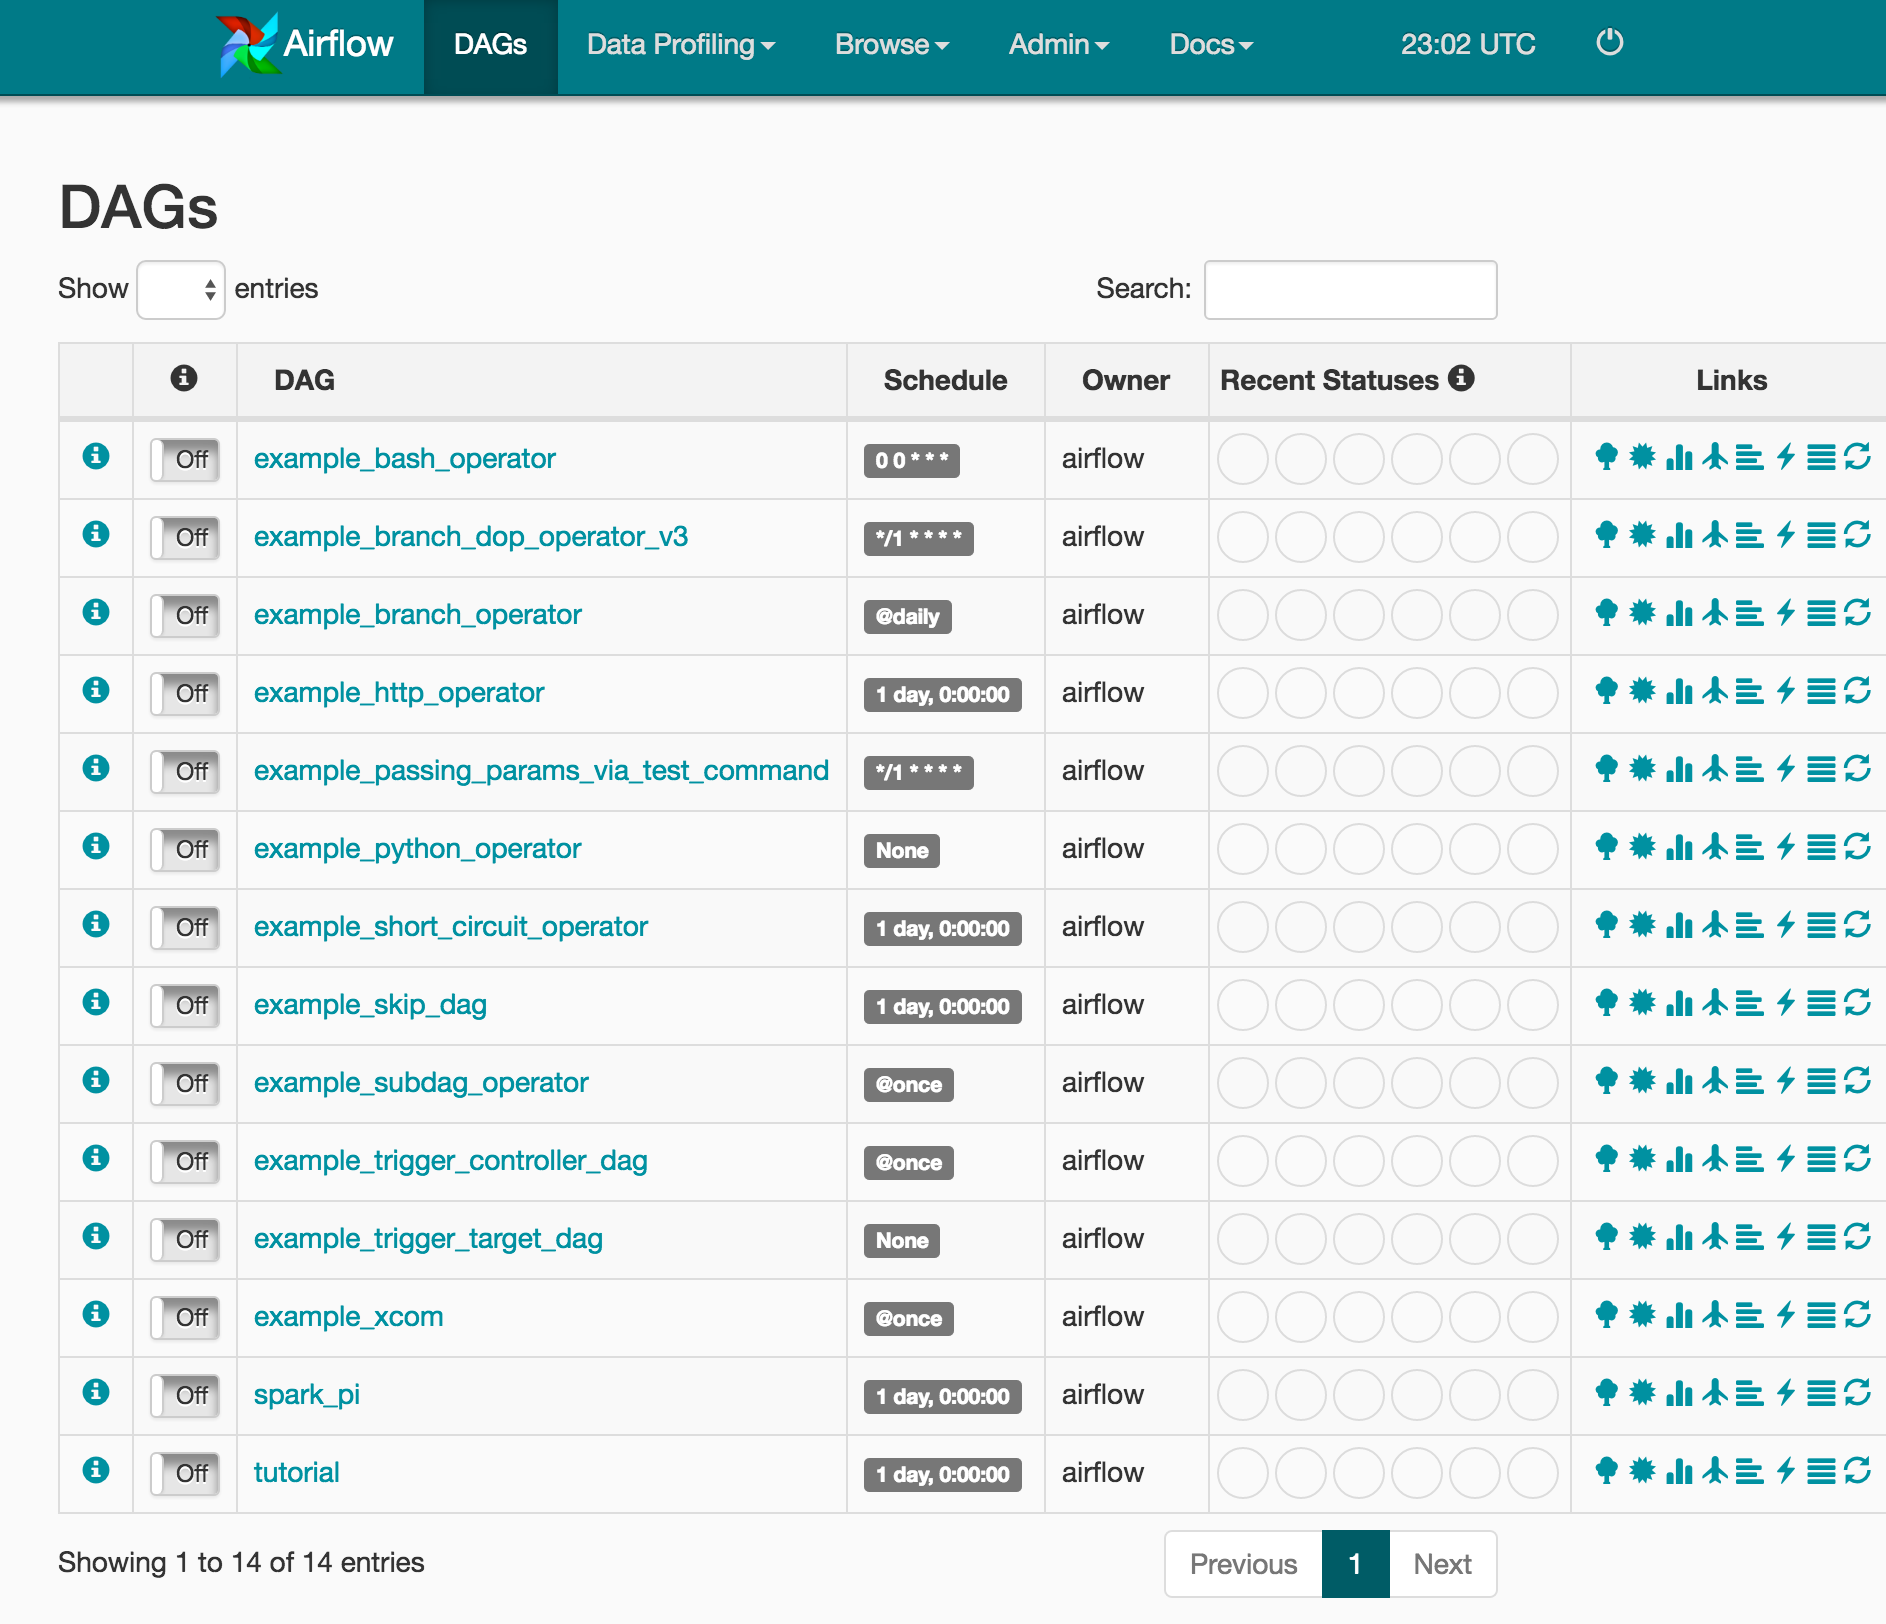 Airflow DAGs Data Profiling Browse Admin Docs 23:02 UTC
DAGs
Show entries Search:
DAG Schedule Owner Recent Statuses Links
Off example_bash_operator 0 0 * * * airflow
Off example_branch_dop_operator_v3 */1 * * * * airflow
Off example_branch_operator @daily airflow
Off example_http_operator 1 day, 0:00:00 airflow
Off example_passing_params_via_test_command */1 * * * * airflow
Off example_python_operator None airflow
Off example_short_circuit_operator 1 day, 0:00:00 airflow
Off example_skip_dag 1 day, 0:00:00 airflow
Off example_subdag_operator @once airflow
Off example_trigger_controller_dag @once airflow
Off example_trigger_target_dag None airflow
Off example_xcom @once airflow
Off spark_pi 1 day, 0:00:00 airflow
Off tutorial 1 day, 0:00:00 airflow
Showing 1 to 14 of 14 entries Previous 1 Next